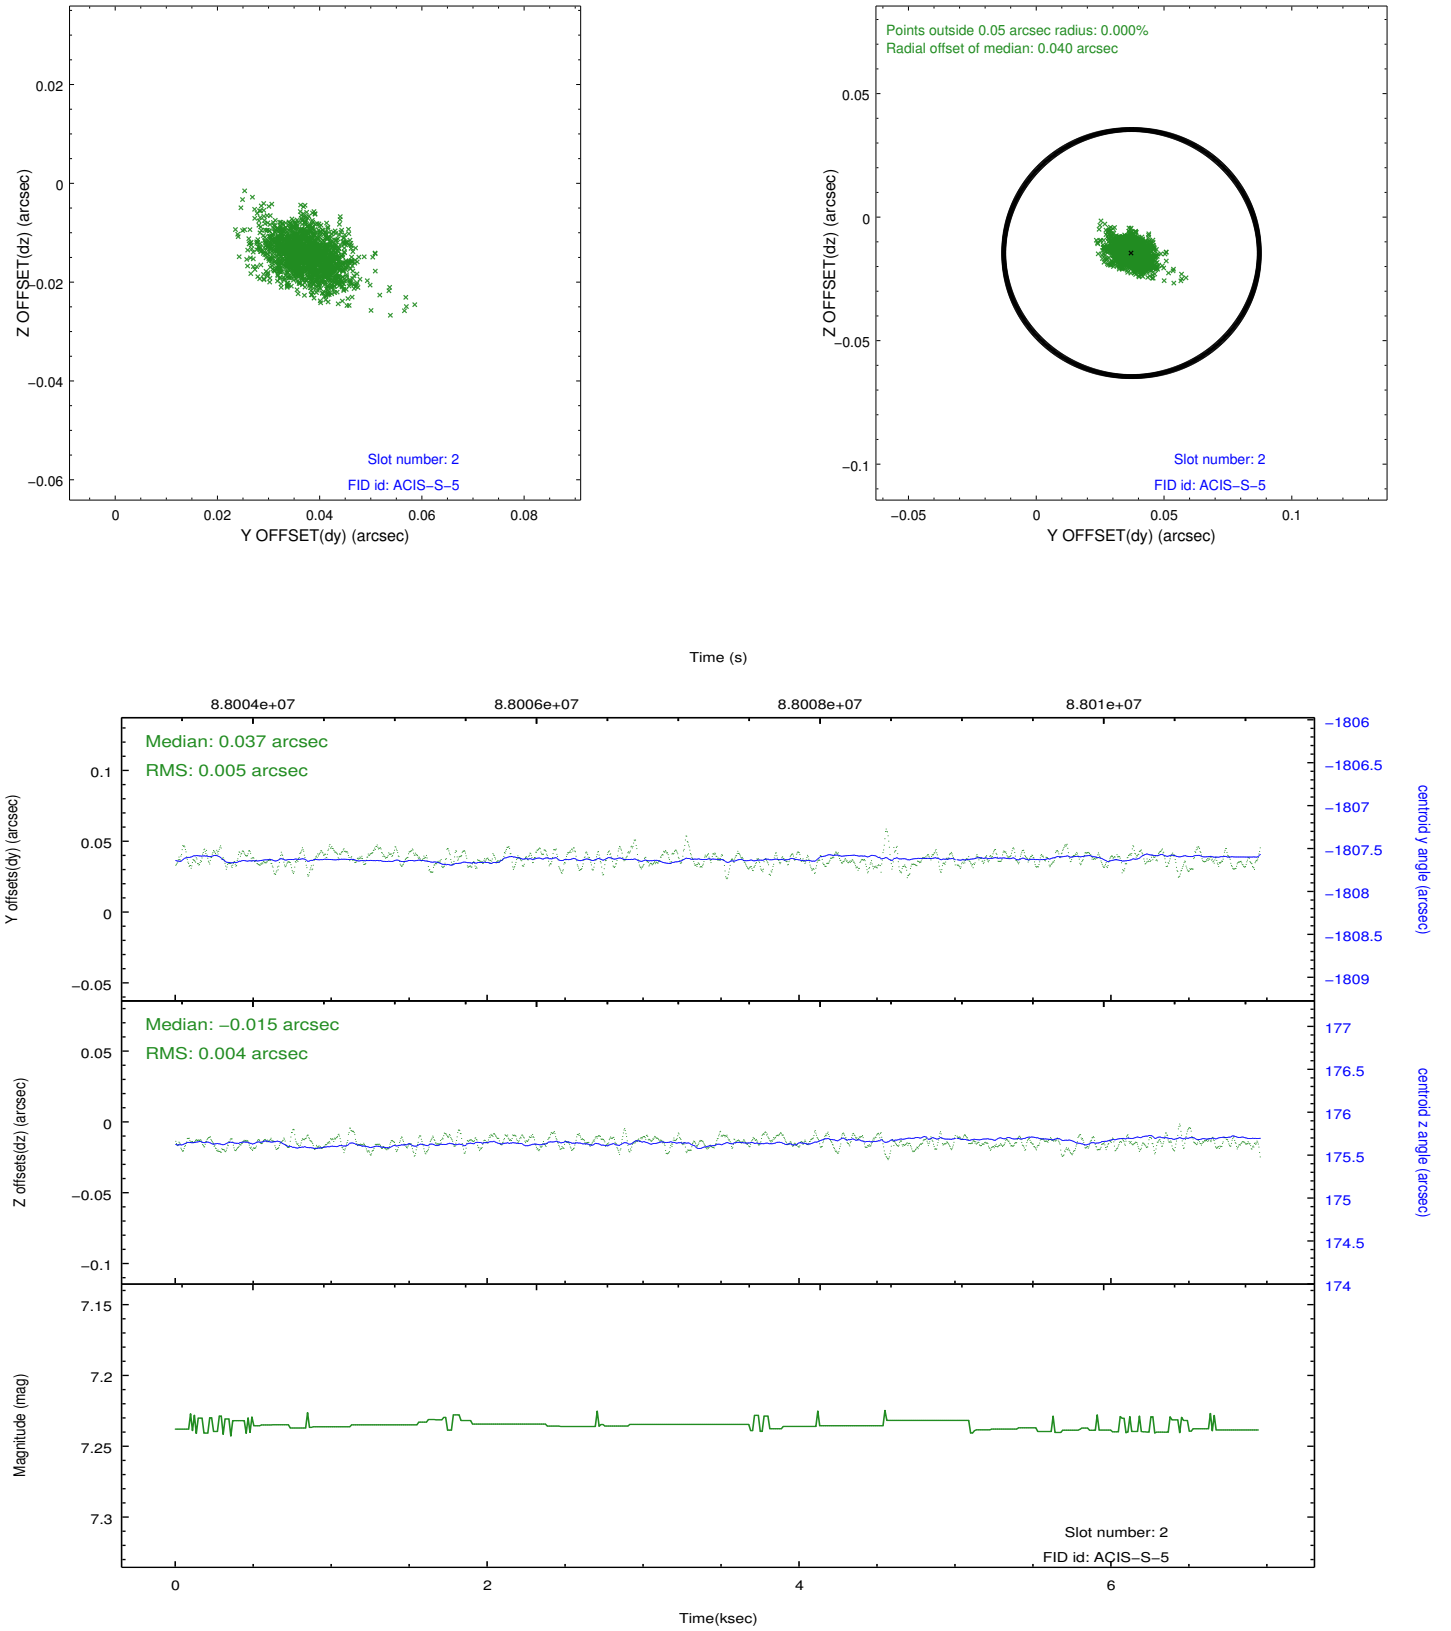 0.02
0
−0.02
−0.04
−0.06
Z OFFSET(dz) (arcsec)
Slot number: 2
FID id: ACIS−S−5
0
0.02
0.04
0.06
0.08
Y OFFSET(dy) (arcsec)
Points outside 0.05 arcsec radius: 0.000%
Radial offset of median: 0.040 arcsec
0.05
0
−0.05
−0.1
Z OFFSET(dz) (arcsec)
Slot number: 2
FID id: ACIS−S−5
−0.05
0
0.05
0.1
Y OFFSET(dy) (arcsec)
Time (s)
8.8004e+07
8.8006e+07
8.8008e+07
8.801e+07
Median: 0.037 arcsec
RMS: 0.005 arcsec
0.1
0.05
0
−0.05
Y offsets(dy) (arcsec)
−1806
−1806.5
−1807
−1807.5
−1808
−1808.5
−1809
centroid y angle (arcsec)
Median: −0.015 arcsec
RMS: 0.004 arcsec
0.05
0
−0.05
−0.1
Z offsets(dz) (arcsec)
177
176.5
176
175.5
175
174.5
174
centroid z angle (arcsec)
7.15
7.2
7.25
7.3
Magnitude (mag)
Slot number: 2
FID id: ACIS−S−5
0
2
4
6
Time(ksec)